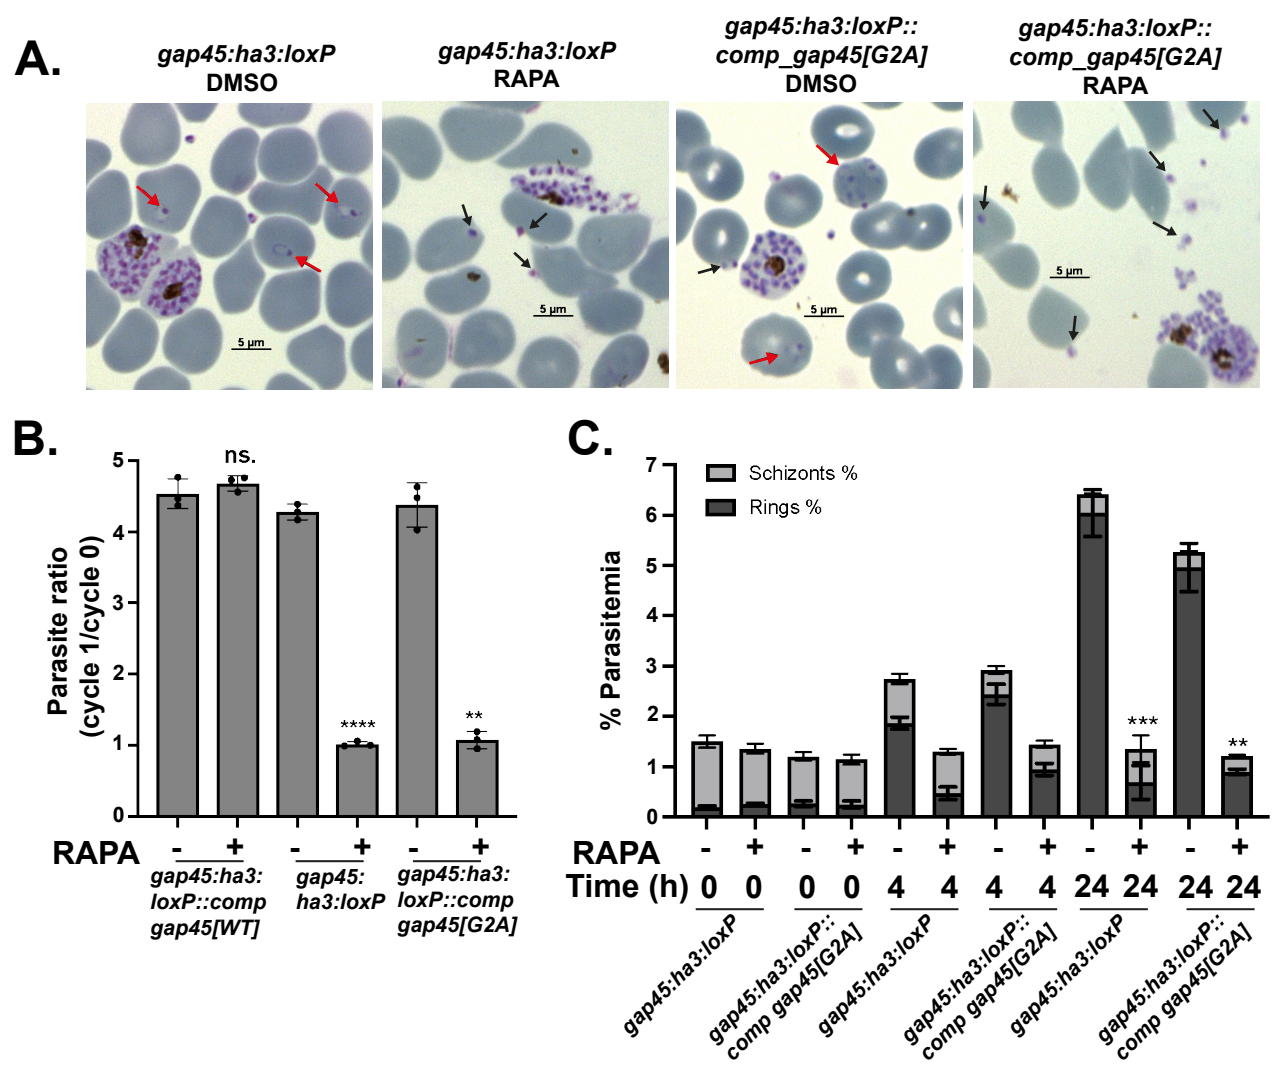 A.
gap45:ha3:loxP
DMSO
gap45:ha3:loxP
RAPA
gap45:ha3:loxP::
comp_gap45[G2A]
DMSO
gap45:ha3:loxP::
comp_gap45[G2A]
RAPA
5 µm
5 µm
5 µm
5 µm
B.
Parasite ratio
(cycle 1/cycle 0)
5
4
3
2
1
0
ns.
****
**
RAPA - + - + - +
gap45:ha3:
loxP::comp
gap45[WT]
gap45:
ha3:loxP
gap45:ha3:
loxP::comp
gap45[G2A]
C.
% Parasitemia
7
6
5
4
3
2
1
0
Schizonts %
Rings %
***
**
RAPA - + - + - + - + - + - +
Time (h) 0 0 0 0 4 4 4 4 24 24 24 24
gap45:ha3:loxP
gap45:ha3:loxP::
comp gap45[G2A]
gap45:ha3:loxP
gap45:ha3:loxP::
comp gap45[G2A]
gap45:ha3:loxP
gap45:ha3:loxP::
comp gap45[G2A]